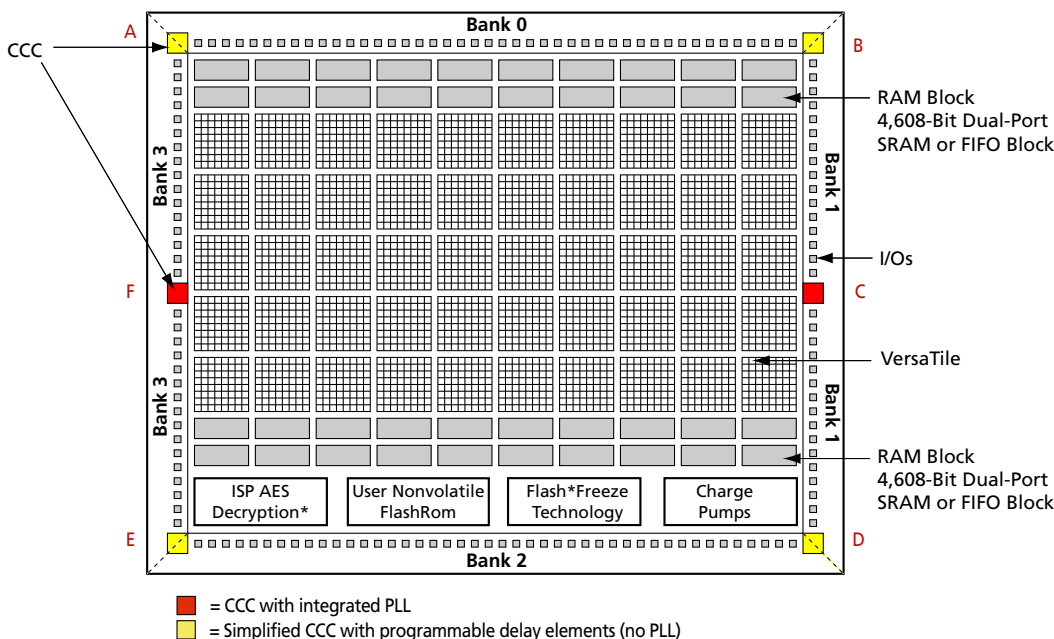 Bank 0
A
B
CCC
RAM Block
4,608-Bit Dual-Port
SRAM or FIFO Block
Bank 3
Bank 1
I/Os
F
C
VersaTile
Bank 3
Bank 1
RAM Block
4,608-Bit Dual-Port
SRAM or FIFO Block
ISP AES
Decryption*
User Nonvolatile
FlashRom
Flash*Freeze
Technology
Charge
Pumps
E
D
Bank 2
= CCC with integrated PLL
= Simplified CCC with programmable delay elements (no PLL)